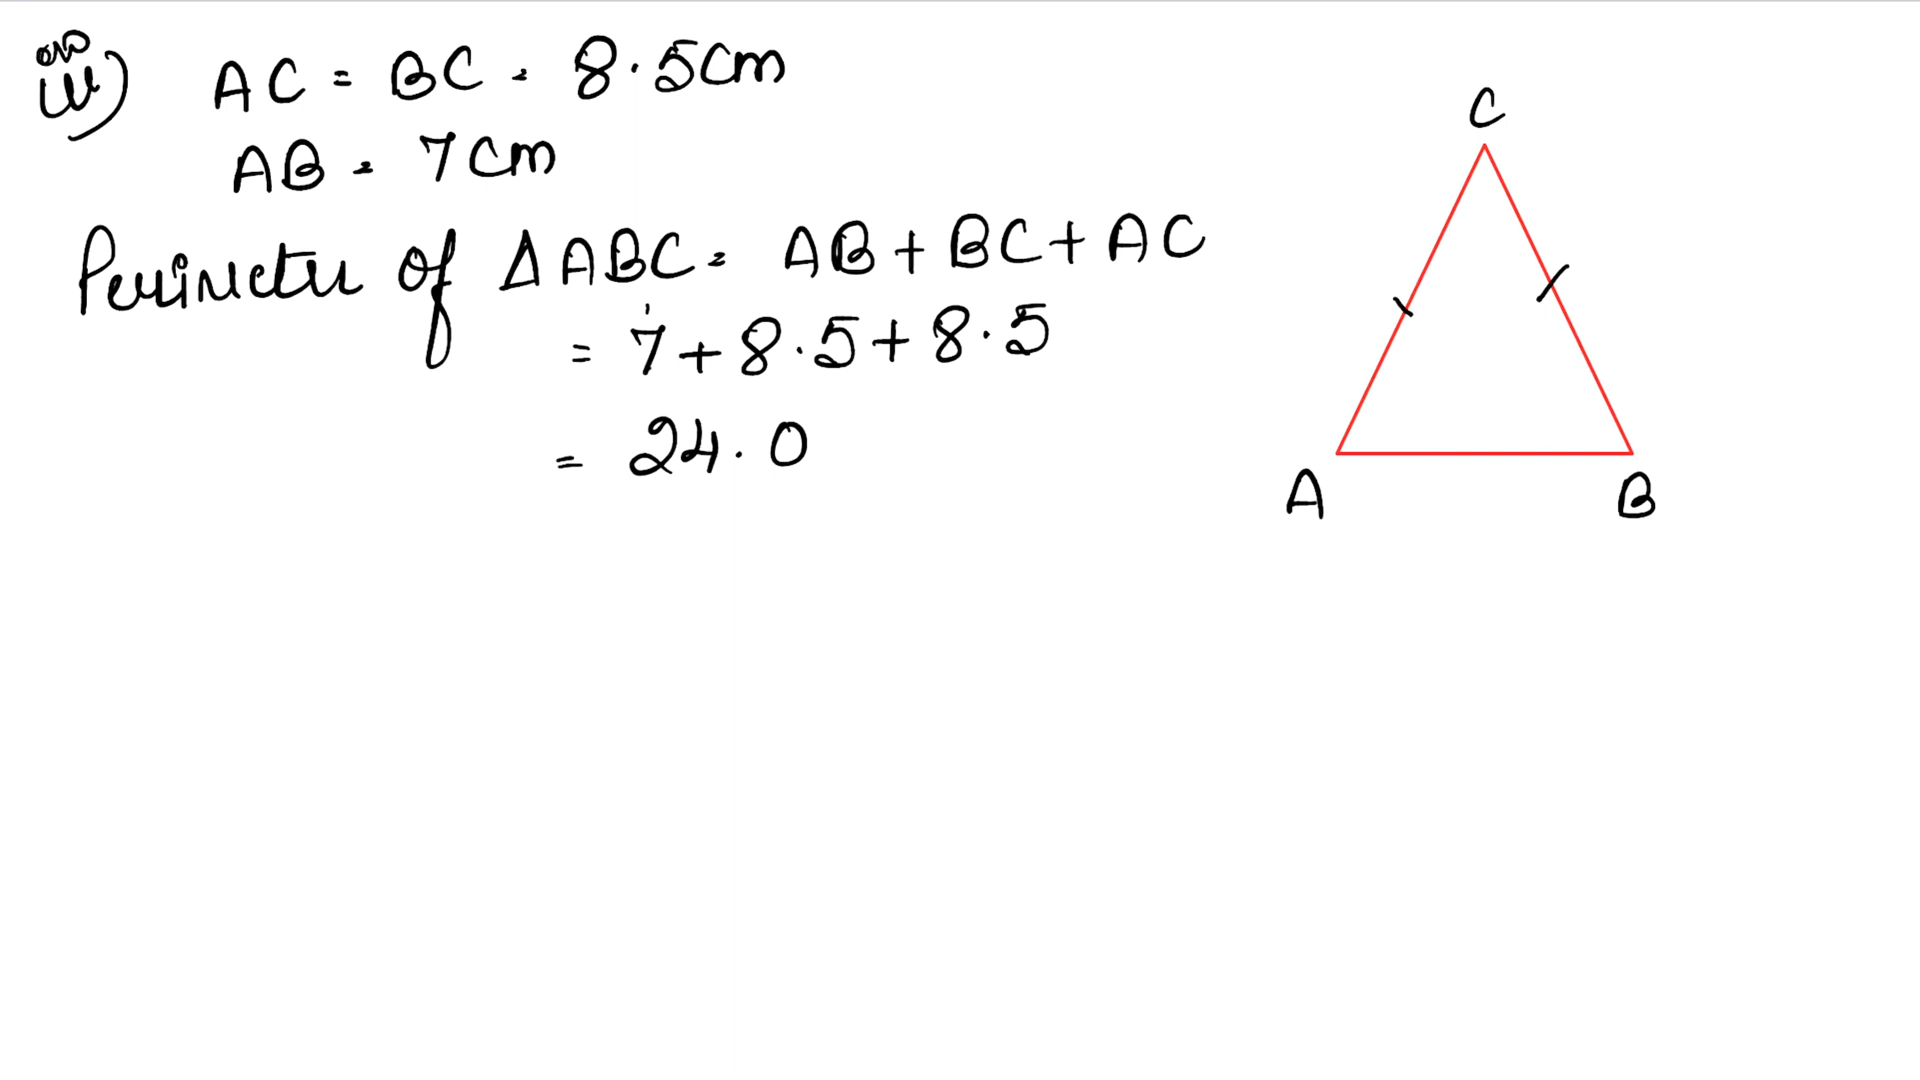 iii) AC = BC = 8.5cm
AB = 7cm
Perimeter of ΔABC = AB + BC + AC
= 7 + 8.5 + 8.5
= 24.0
C
A
B